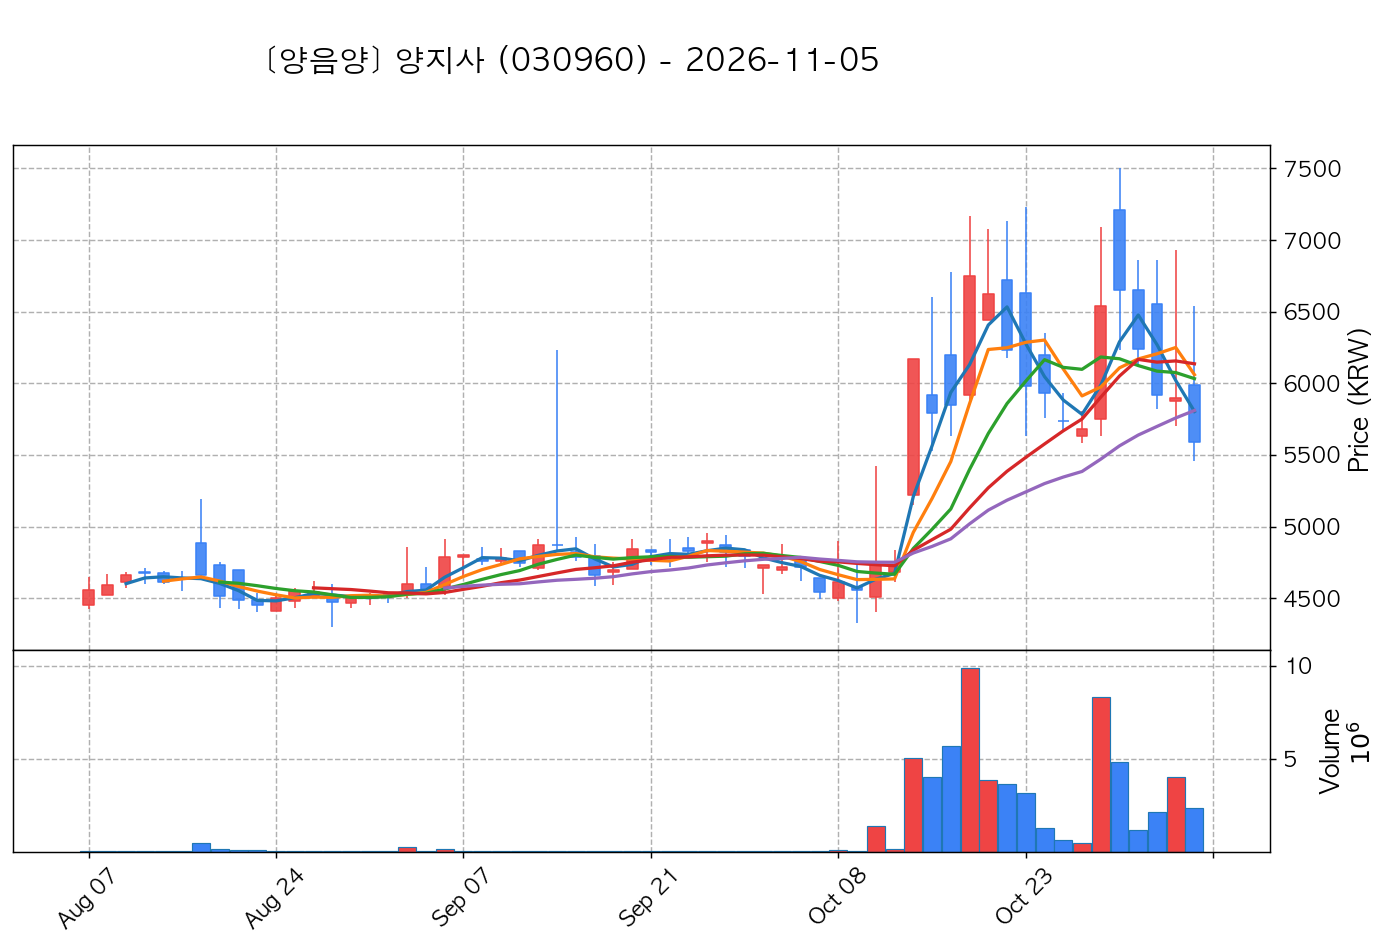 〔양음양〕 양지사 (030960) - 2026-11-05
7500
7000
6500
6000
5500
5000
4500
Price (KRW)
10
5
Volume
10⁶
Aug 07
Aug 24
Sep 07
Sep 21
Oct 08
Oct 23